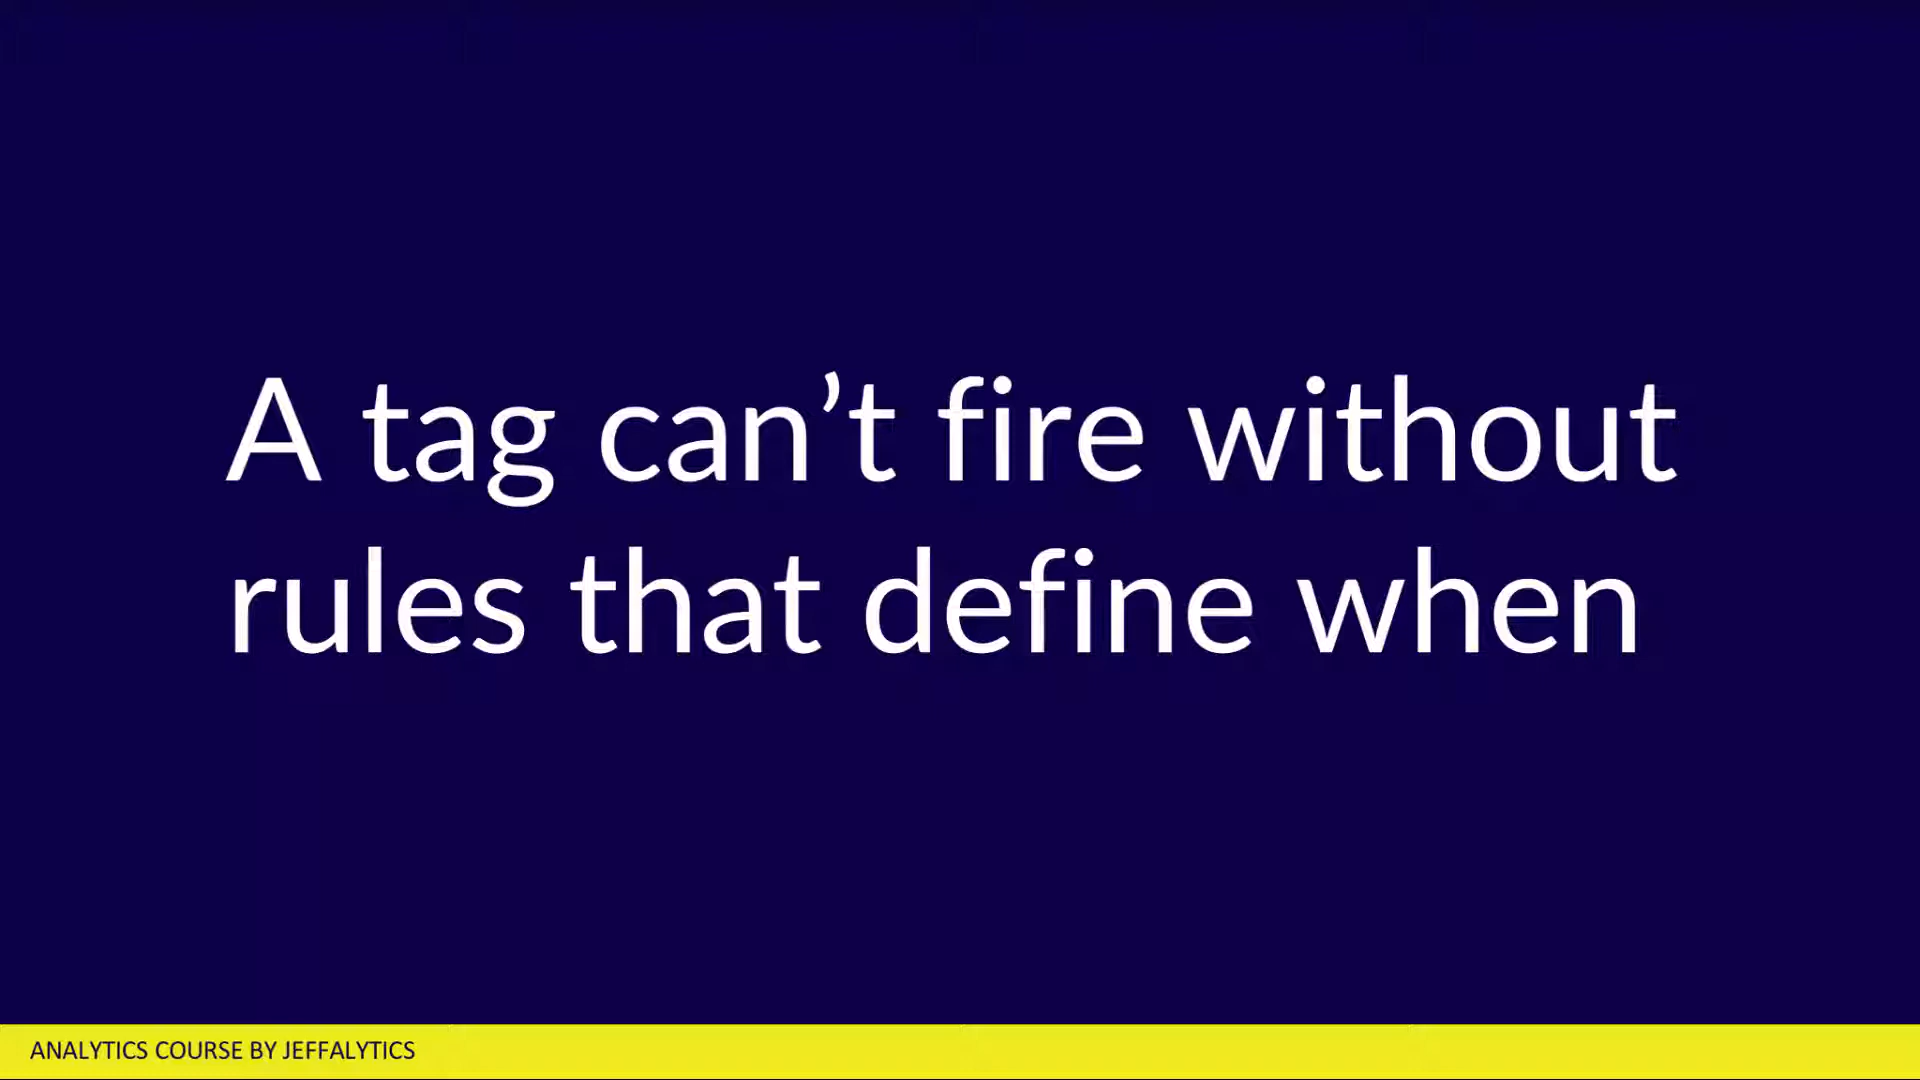 A tag can’t fire without
rules that define when
ANALYTICS COURSE BY JEFFALYTICS